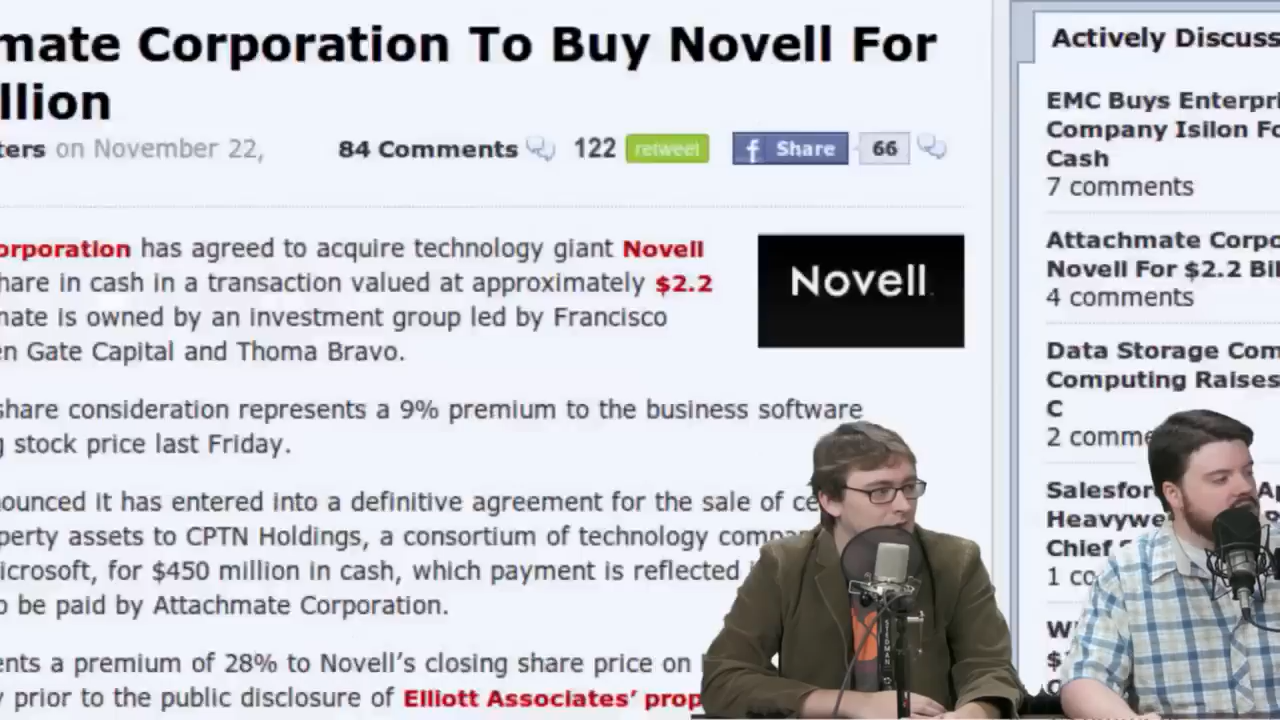 mate Corporation To Buy Novell For
llion
ters on November 22,
84 Comments
122
retweet
f Share
66
orporation has agreed to acquire technology giant Novell
hare in cash in a transaction valued at approximately $2.2
mate is owned by an investment group led by Francisco
en Gate Capital and Thoma Bravo.
share consideration represents a 9% premium to the business software
g stock price last Friday.
nounced it has entered into a definitive agreement for the sale of ce
perty assets to CPTN Holdings, a consortium of technology compa
icrosoft, for $450 million in cash, which payment is reflected i
o be paid by Attachmate Corporation.
ents a premium of 28% to Novell's closing share price on
y prior to the public disclosure of Elliott Associates' prop
Novell
Actively Discuss
EMC Buys Enterpri
Company Isilon Fo
Cash
7 comments
Attachmate Corpo
Novell For $2.2 Bil
4 comments
Data Storage Com
Computing Raises
C
2 comme
Salesfor
Heavywe
Chief
1 co
W
$
STEDMAN